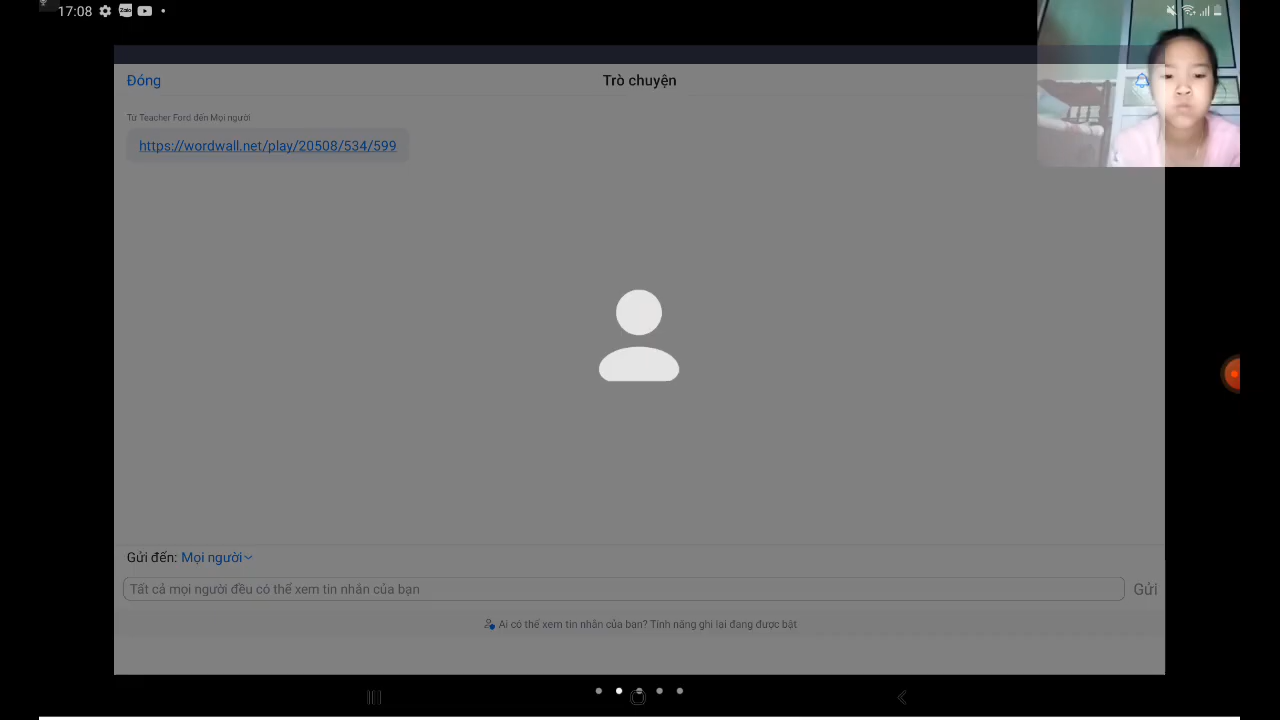 17:08
Zalo
Đóng
Trò chuyện
Từ Teacher Ford đến Mọi người
https://wordwall.net/play/20508/534/599
Gửi đến: Mọi người
Tất cả mọi người đều có thể xem tin nhắn của bạn
Gửi
Ai có thể xem tin nhắn của bạn? Tính năng ghi lại đang được bật